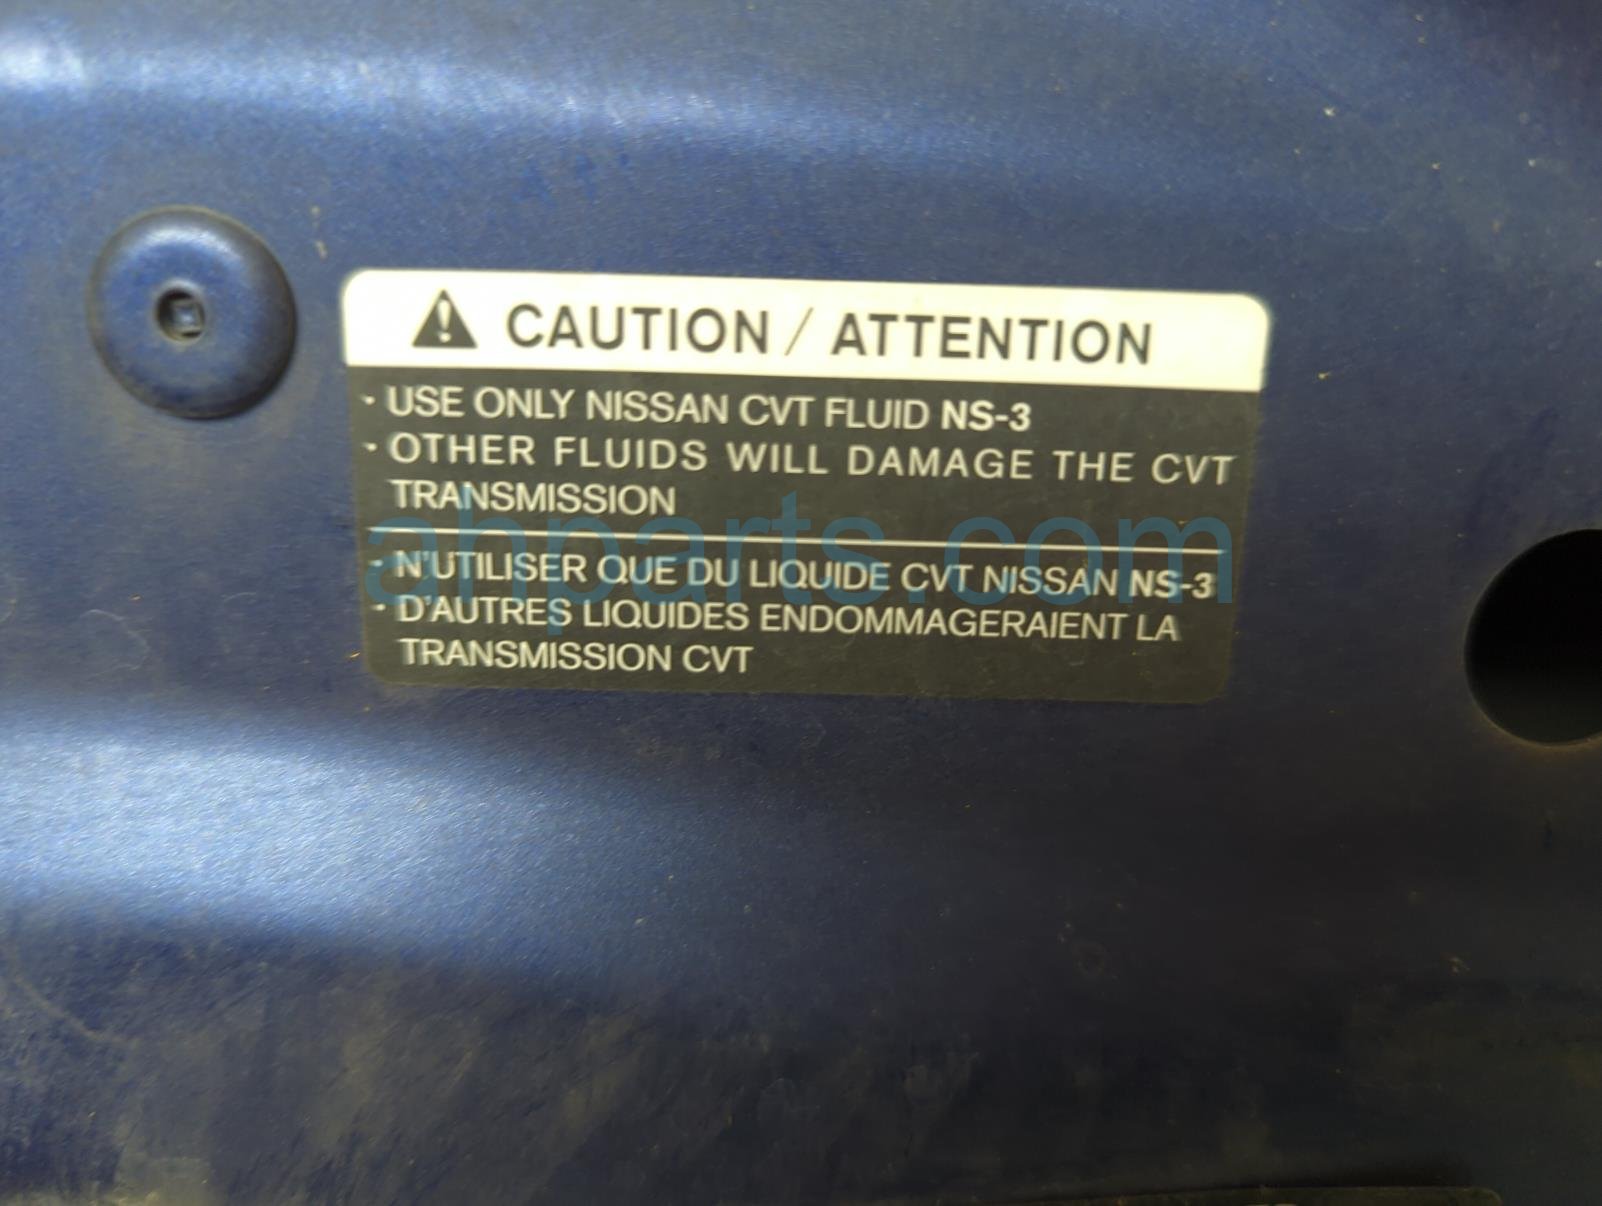 CAUTION / ATTENTION
· USE ONLY NISSAN CVT FLUID NS-3
· OTHER FLUIDS WILL DAMAGE THE CVT
TRANSMISSION
ahparts.com
· N'UTILISER QUE DU LIQUIDE CVT NISSAN NS-3
· D'AUTRES LIQUIDES ENDOMMAGERAIENT LA
TRANSMISSION CVT